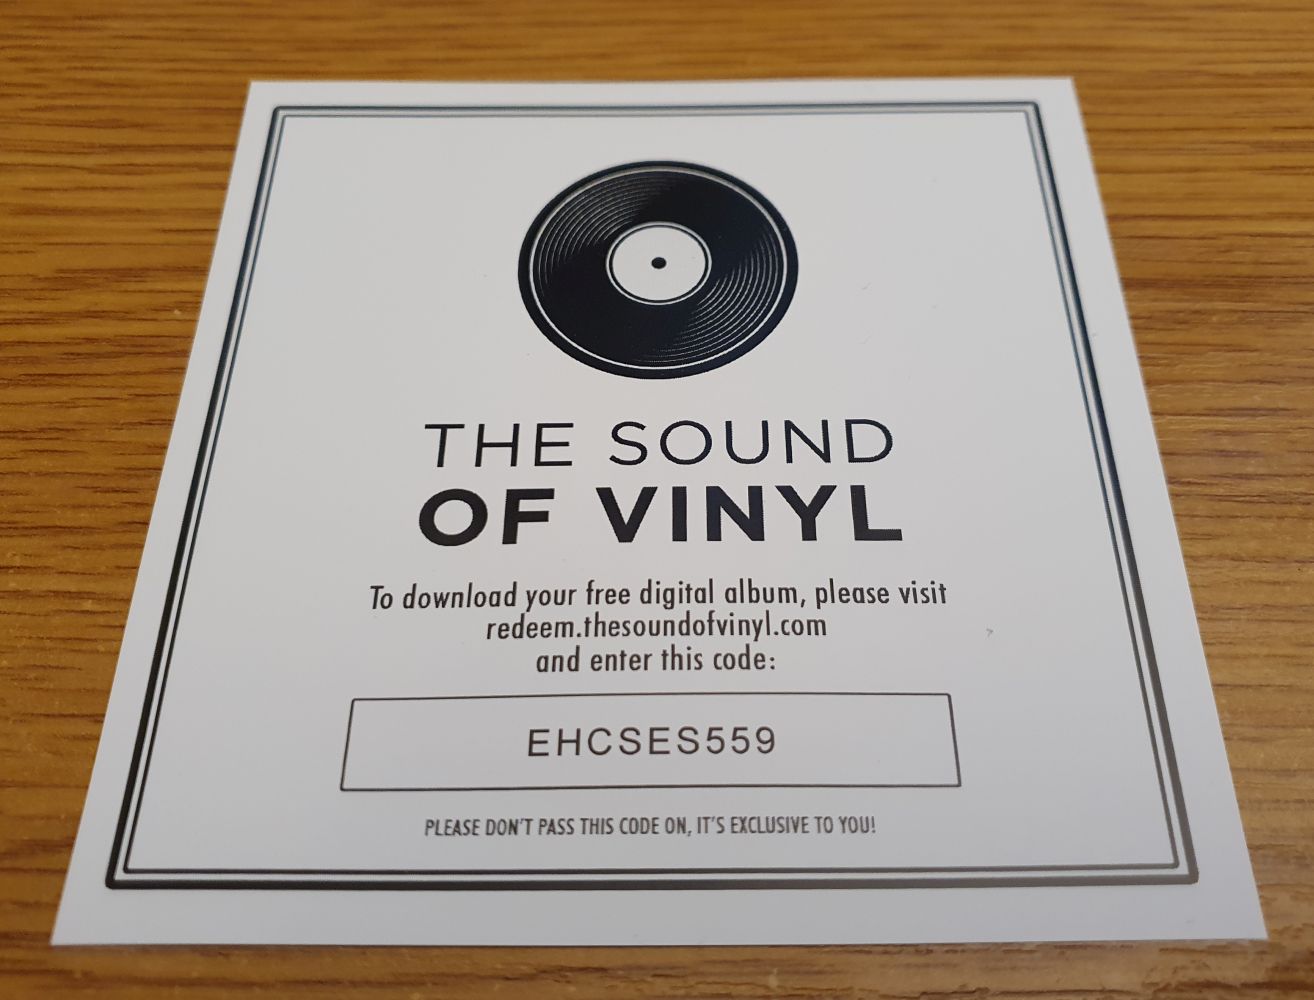 THE SOUND
OF VINYL
To download your free digital album, please visit
redeem.thesoundofvinyl.com
and enter this code:
EHCSES559
PLEASE DON'T PASS THIS CODE ON, IT'S EXCLUSIVE TO YOU!